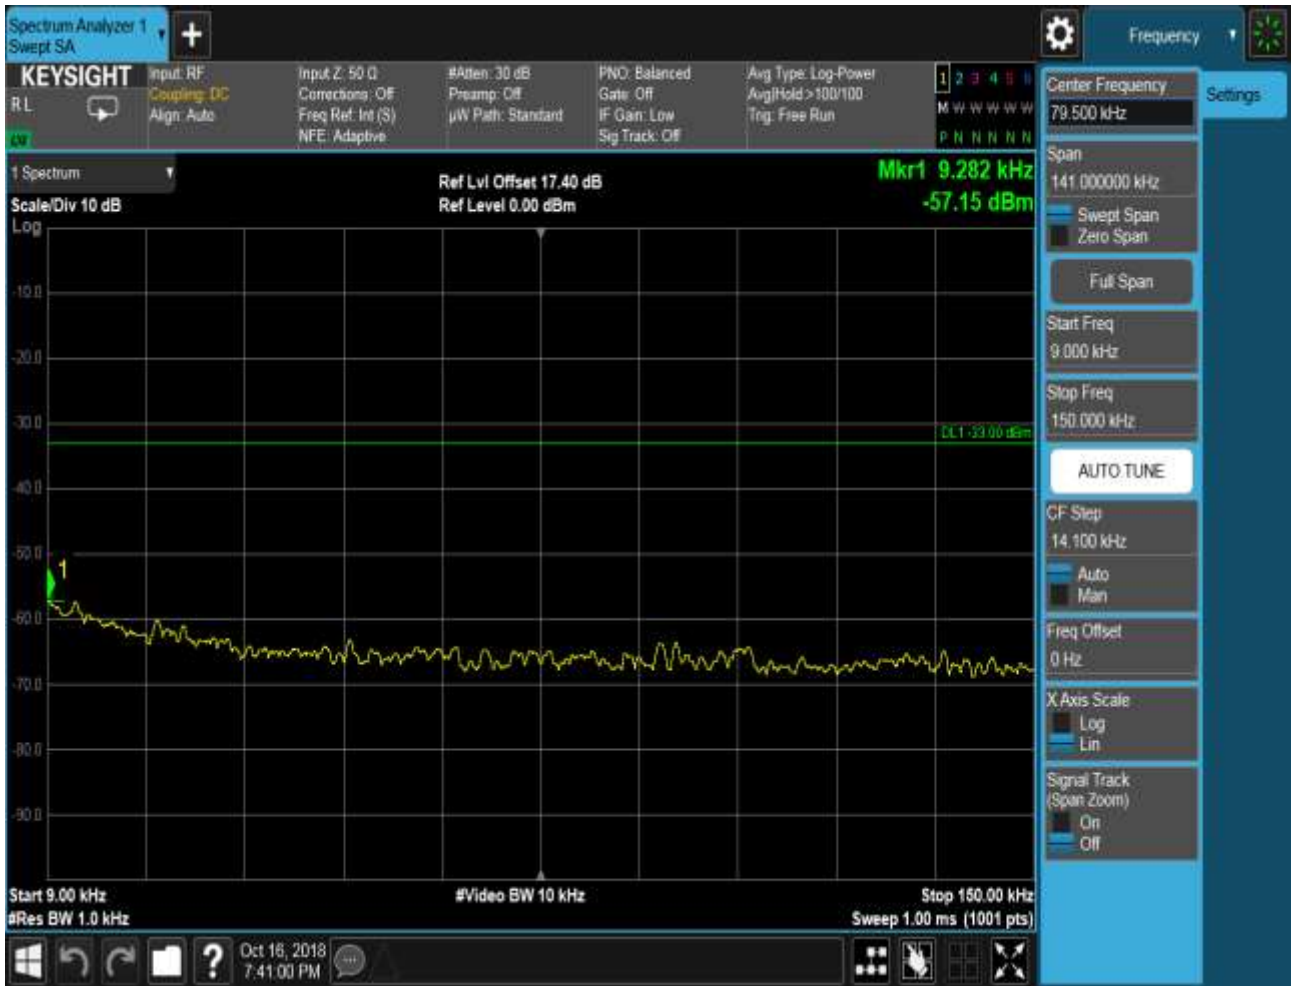 Spectrum Analyzer 1
Swept SA
+
Frequency
KEYSIGHT
RL
LXI
Input: RF
Coupling: DC
Align: Auto
Input Z: 50 Ω
Corrections: Off
Freq Ref: Int (S)
NFE: Adaptive
#Atten: 30 dB
Preamp: Off
µW Path: Standard
PNO: Balanced
Gate: Off
IF Gain: Low
Sig Track: Off
Avg Type: Log-Power
Avg|Hold >100/100
Trig: Free Run
1 2 3 4 5 6
M W W W W W
P N N N N N
Center Frequency
79.500 kHz
Settings
Span
141.000000 kHz
Swept Span
Zero Span
Full Span
Start Freq
9.000 kHz
Stop Freq
150.000 kHz
AUTO TUNE
CF Step
14.100 kHz
Auto
Man
Freq Offset
0 Hz
X Axis Scale
Log
Lin
Signal Track
(Span Zoom)
On
Off
1 Spectrum
Scale/Div 10 dB
Log
Ref Lvl Offset 17.40 dB
Ref Level 0.00 dBm
Mkr1 9.282 kHz
-57.15 dBm
-10.0
-20.0
-30.0
DL1 -33.00 dBm
-40.0
-50.0
1
-60.0
-70.0
-80.0
-90.0
Start 9.00 kHz
#Res BW 1.0 kHz
#Video BW 10 kHz
Stop 150.00 kHz
Sweep 1.00 ms (1001 pts)
?
Oct 16, 2018
7:41:00 PM